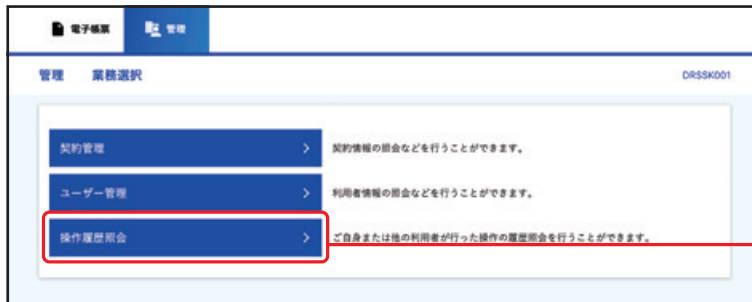 電子帳票 管理
管理 業務選択 DRSSK001
契約管理 契約情報の照会などを行うことができます。
ユーザー管理 利用者情報の照会などを行うことができます。
操作履歴照会 ご自身または他の利用者が行った操作の履歴照会を行うことができます。